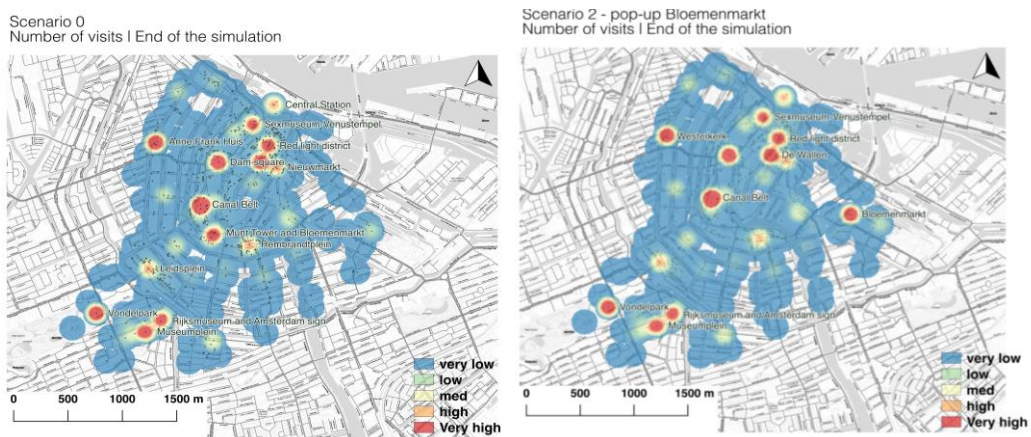 Scenario 0
Number of visits I End of the simulation
Central Station
Sexmuseum-Venustempel
Anne Frank Huis
Red light district
Dam square
Nieuwmarkt
Canal Belt
Munt Tower and Bloemenmarkt
Rembrandtplein
Leidsplein
Vondelpark
Rijksmuseum and Amsterdam sign
Museumplein
very low
low
med
high
Very high
0 500 1000 1500 m
Scenario 2 - pop-up Bloemenmarkt
Number of visits I End of the simulation
Sexmuseum-Venustempel
Westerkerk
Red light district
De Wallen
Canal Belt
Bloemenmarkt
Vondelpark
Rijksmuseum and Amsterdam sign
Museumplein
very low
low
med
high
Very high
0 500 1000 1500 m